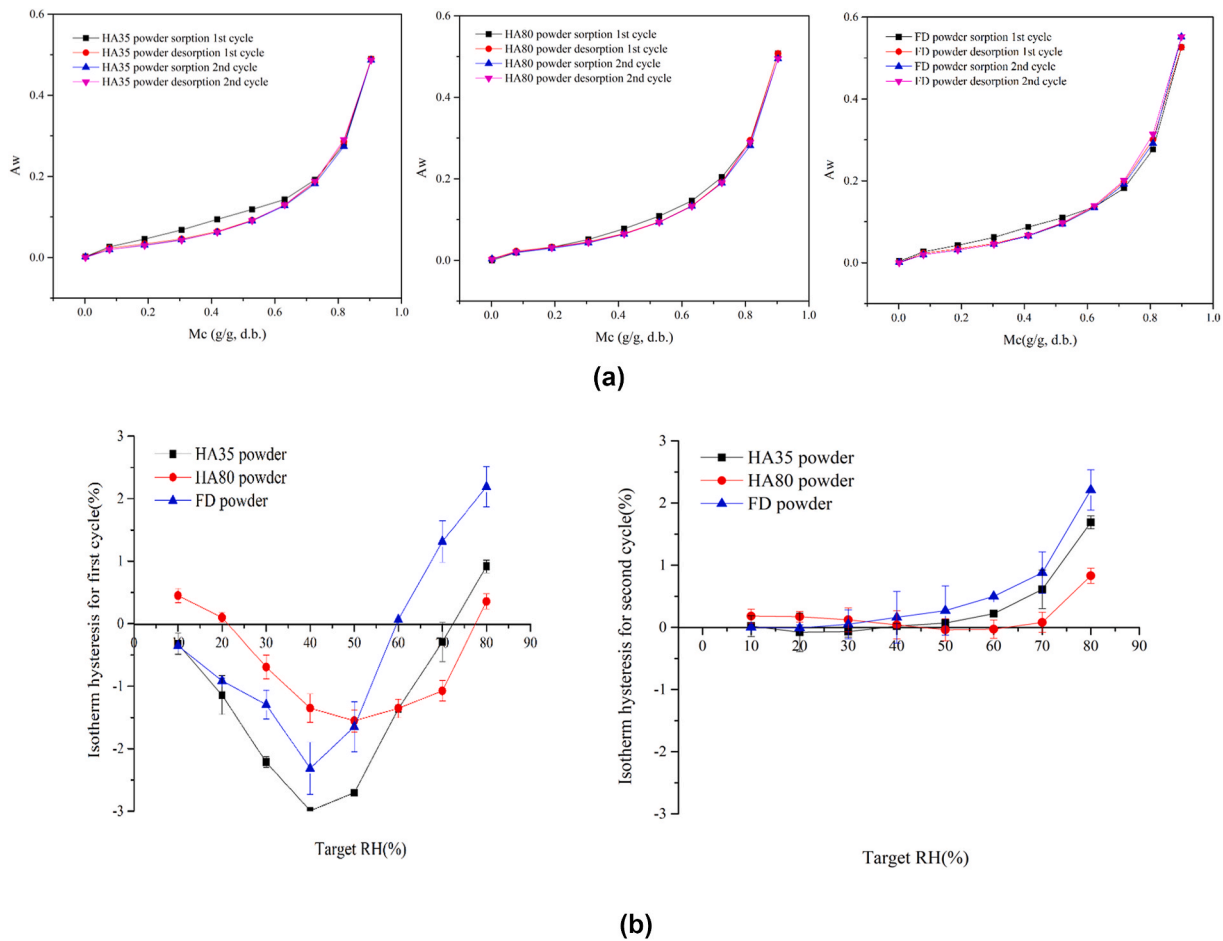 HA35 powder sorption 1st cycle
HA35 powder desorption 1st cycle
HA35 powder sorption 2nd cycle
HA35 powder desorption 2nd cycle
0.6
0.4
0.2
0.0
Aw
0.0 0.2 0.4 0.6 0.8 1.0
Mc (g/g, d.b.)
HA80 powder sorption 1st cycle
HA80 powder desorption 1st cycle
HA80 powder sorption 2nd cycle
HA80 powder desorption 2nd cycle
0.6
0.4
0.2
0.0
Aw
0.0 0.2 0.4 0.6 0.8 1.0
Mc (g/g, d.b.)
FD powder sorption 1st cycle
FD powder desorption 1st cycle
FD powder sorption 2nd cycle
FD powder desorption 2nd cycle
0.6
0.4
0.2
0.0
Aw
0.0 0.2 0.4 0.6 0.8 1.0
Mc(g/g, d.b.)
(a)
HA35 powder
HA80 powder
FD powder
3
2
1
0
-1
-2
-3
Isotherm hysteresis for first cycle(%)
0 10 20 30 40 50 60 70 80 90
Target RH(%)
HA35 powder
HA80 powder
FD powder
3
2
1
0
-1
-2
-3
Isotherm hysteresis for second cycle(%)
0 10 20 30 40 50 60 70 80 90
Target RH(%)
(b)